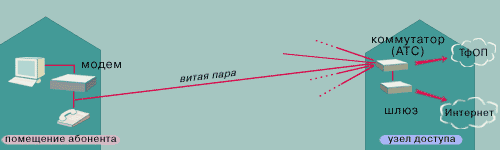 модем
помещение абонента
витая пара
коммутатор
(АТС)
ТфОП
шлюз
Интернет
узел доступа